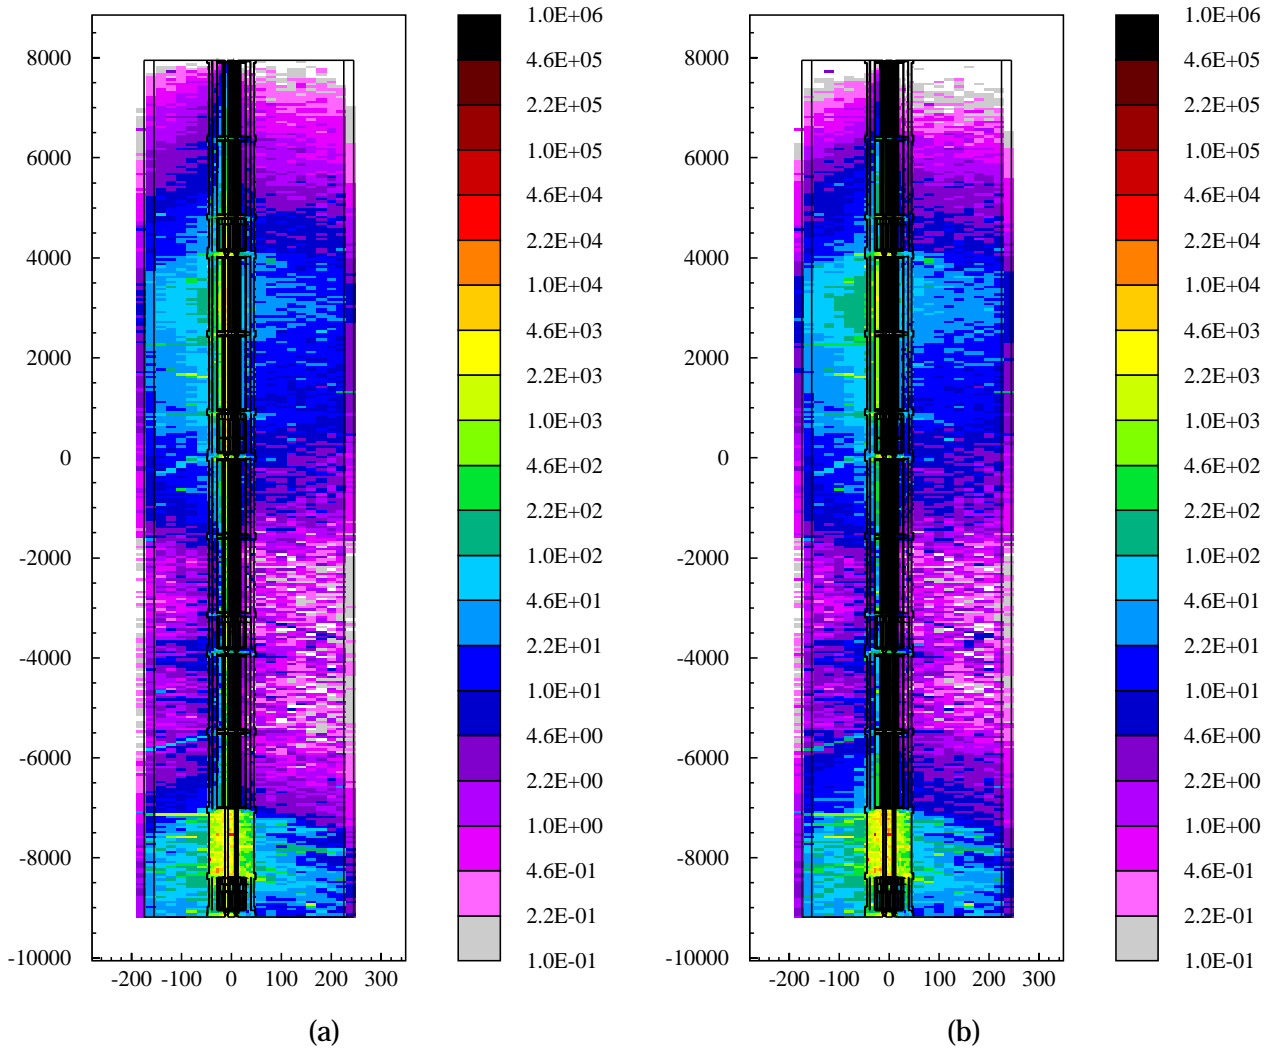 8000
6000
4000
2000
0
-2000
-4000
-6000
-8000
-10000
-200 -100 0 100 200 300
1.0E+06
4.6E+05
2.2E+05
1.0E+05
4.6E+04
2.2E+04
1.0E+04
4.6E+03
2.2E+03
1.0E+03
4.6E+02
2.2E+02
1.0E+02
4.6E+01
2.2E+01
1.0E+01
4.6E+00
2.2E+00
1.0E+00
4.6E-01
2.2E-01
1.0E-01
(a)
8000
6000
4000
2000
0
-2000
-4000
-6000
-8000
-10000
-200 -100 0 100 200 300
1.0E+06
4.6E+05
2.2E+05
1.0E+05
4.6E+04
2.2E+04
1.0E+04
4.6E+03
2.2E+03
1.0E+03
4.6E+02
2.2E+02
1.0E+02
4.6E+01
2.2E+01
1.0E+01
4.6E+00
2.2E+00
1.0E+00
4.6E-01
2.2E-01
1.0E-01
(b)